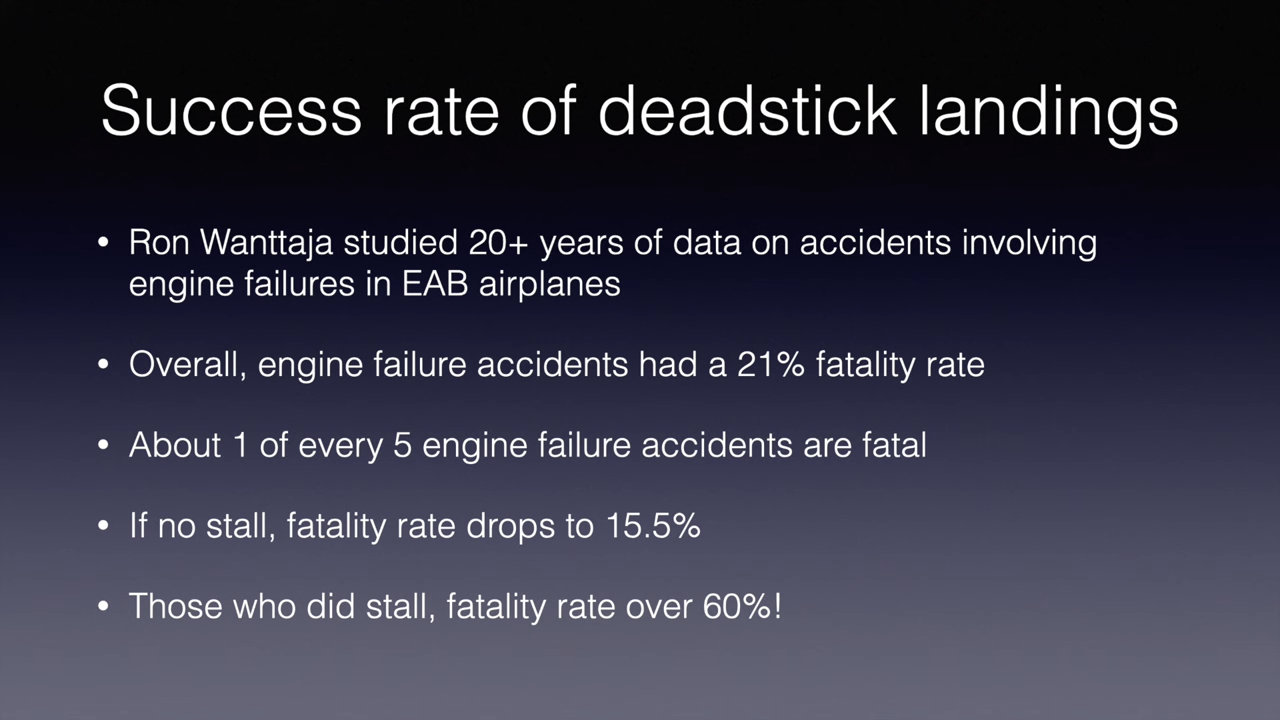 Success rate of deadstick landings
• Ron Wanttaja studied 20+ years of data on accidents involving
engine failures in EAB airplanes
• Overall, engine failure accidents had a 21% fatality rate
• About 1 of every 5 engine failure accidents are fatal
• If no stall, fatality rate drops to 15.5%
• Those who did stall, fatality rate over 60%!